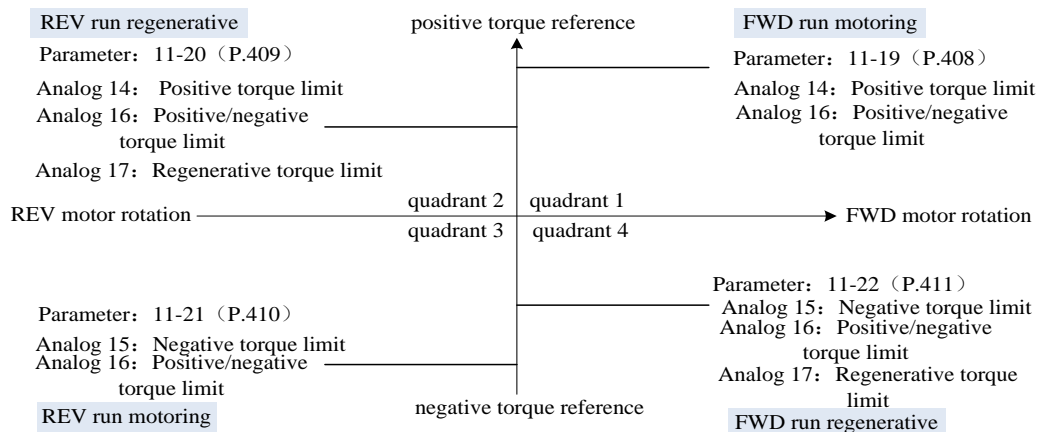 REV run regenerative
Parameter：11-20（P.409）
Analog 14： Positive torque limit
Analog 16：Positive/negative
torque limit
Analog 17：Regenerative torque limit
positive torque reference
FWD run motoring
Parameter：11-19（P.408）
Analog 14：Positive torque limit
Analog 16：Positive/negative
torque limit
REV motor rotation
quadrant 2
quadrant 1
quadrant 3
quadrant 4
FWD motor rotation
Parameter：11-21（P.410）
Analog 15：Negative torque limit
Analog 16：Positive/negative
torque limit
REV run motoring
negative torque reference
Parameter：11-22（P.411）
Analog 15：Negative torque limit
Analog 16：Positive/negative
torque limit
Analog 17：Regenerative torque
limit
FWD run regenerative